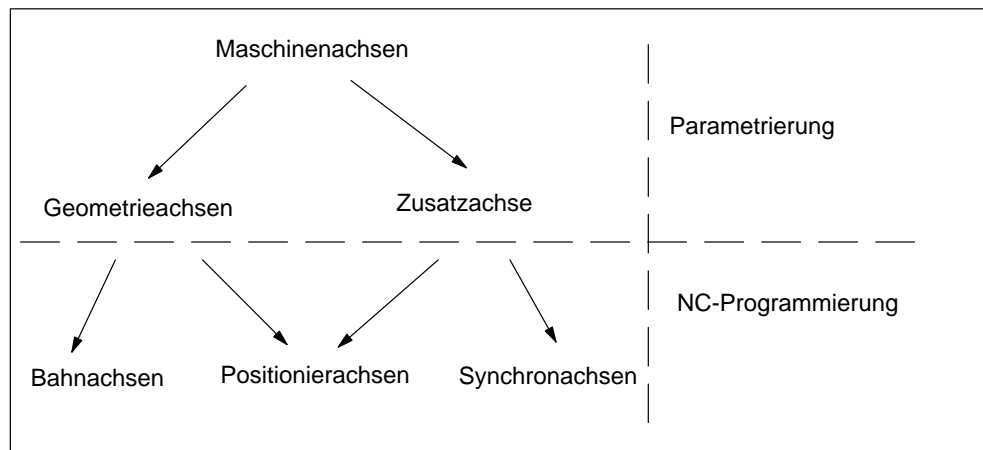 Maschinenachsen
Parametrierung
Geometrieachsen
Zusatzachse
NC-Programmierung
Bahnachsen
Positionierachsen
Synchronachsen